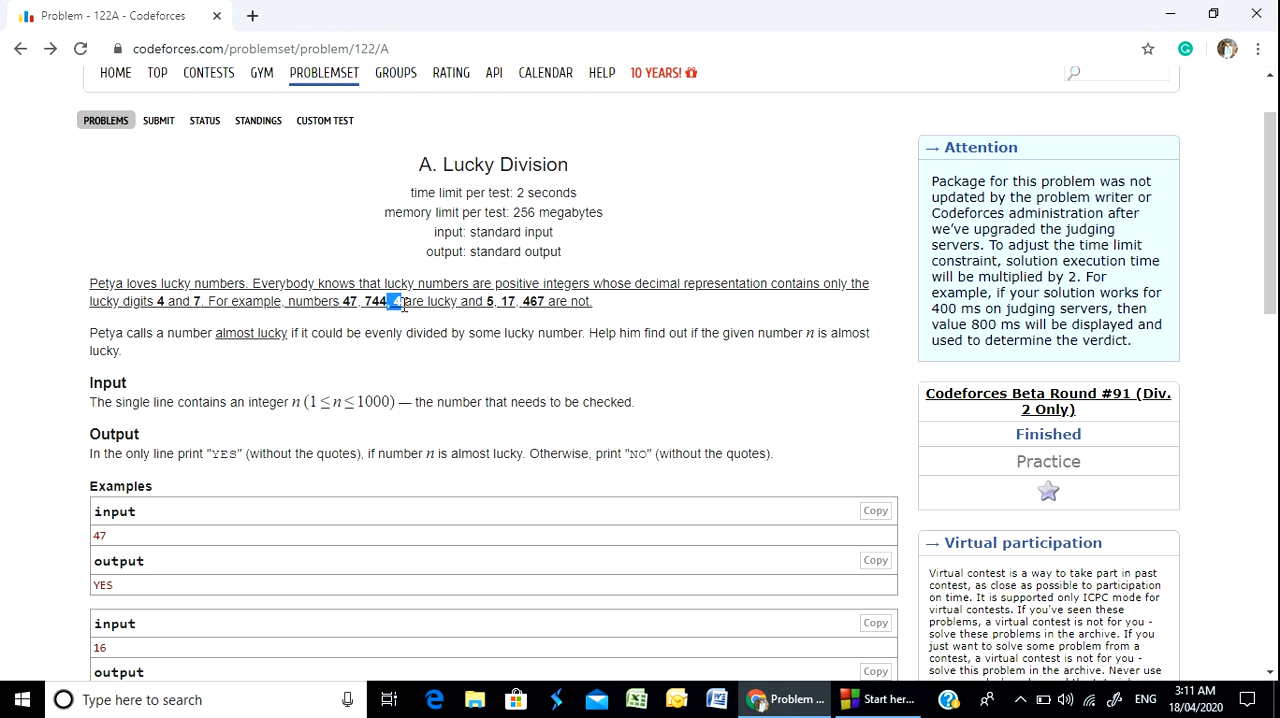 Problem - 122A - Codeforces
codeforces.com/problemset/problem/122/A
HOME TOP CONTESTS GYM PROBLEMSET GROUPS RATING API CALENDAR HELP 10 YEARS!
PROBLEMS SUBMIT STATUS STANDINGS CUSTOM TEST
A. Lucky Division
time limit per test: 2 seconds
memory limit per test: 256 megabytes
input: standard input
output: standard output
Petya loves lucky numbers. Everybody knows that lucky numbers are positive integers whose decimal representation contains only the
lucky digits 4 and 7. For example, numbers 47, 744, 4 are lucky and 5, 17, 467 are not.
Petya calls a number almost lucky if it could be evenly divided by some lucky number. Help him find out if the given number n is almost
lucky.
Input
The single line contains an integer n (1 ≤ n ≤ 1000) — the number that needs to be checked.
Output
In the only line print "YES" (without the quotes), if number n is almost lucky. Otherwise, print "NO" (without the quotes).
Examples
input
Copy
47
output
Copy
YES
input
Copy
16
output
Copy
→ Attention
Package for this problem was not
updated by the problem writer or
Codeforces administration after
we've upgraded the judging
servers. To adjust the time limit
constraint, solution execution time
will be multiplied by 2. For
example, if your solution works for
400 ms on judging servers, then
value 800 ms will be displayed and
used to determine the verdict.
Codeforces Beta Round #91 (Div.
2 Only)
Finished
Practice
→ Virtual participation
Virtual contest is a way to take part in past
contest, as close as possible to participation
on time. It is supported only ICPC mode for
virtual contests. If you've seen these
problems, a virtual contest is not for you -
solve these problems in the archive. If you
just want to solve some problem from a
contest, a virtual contest is not for you -
solve this problem in the archive. Never use
Type here to search
Problem ...
Start her...
ENG
3:11 AM
18/04/2020